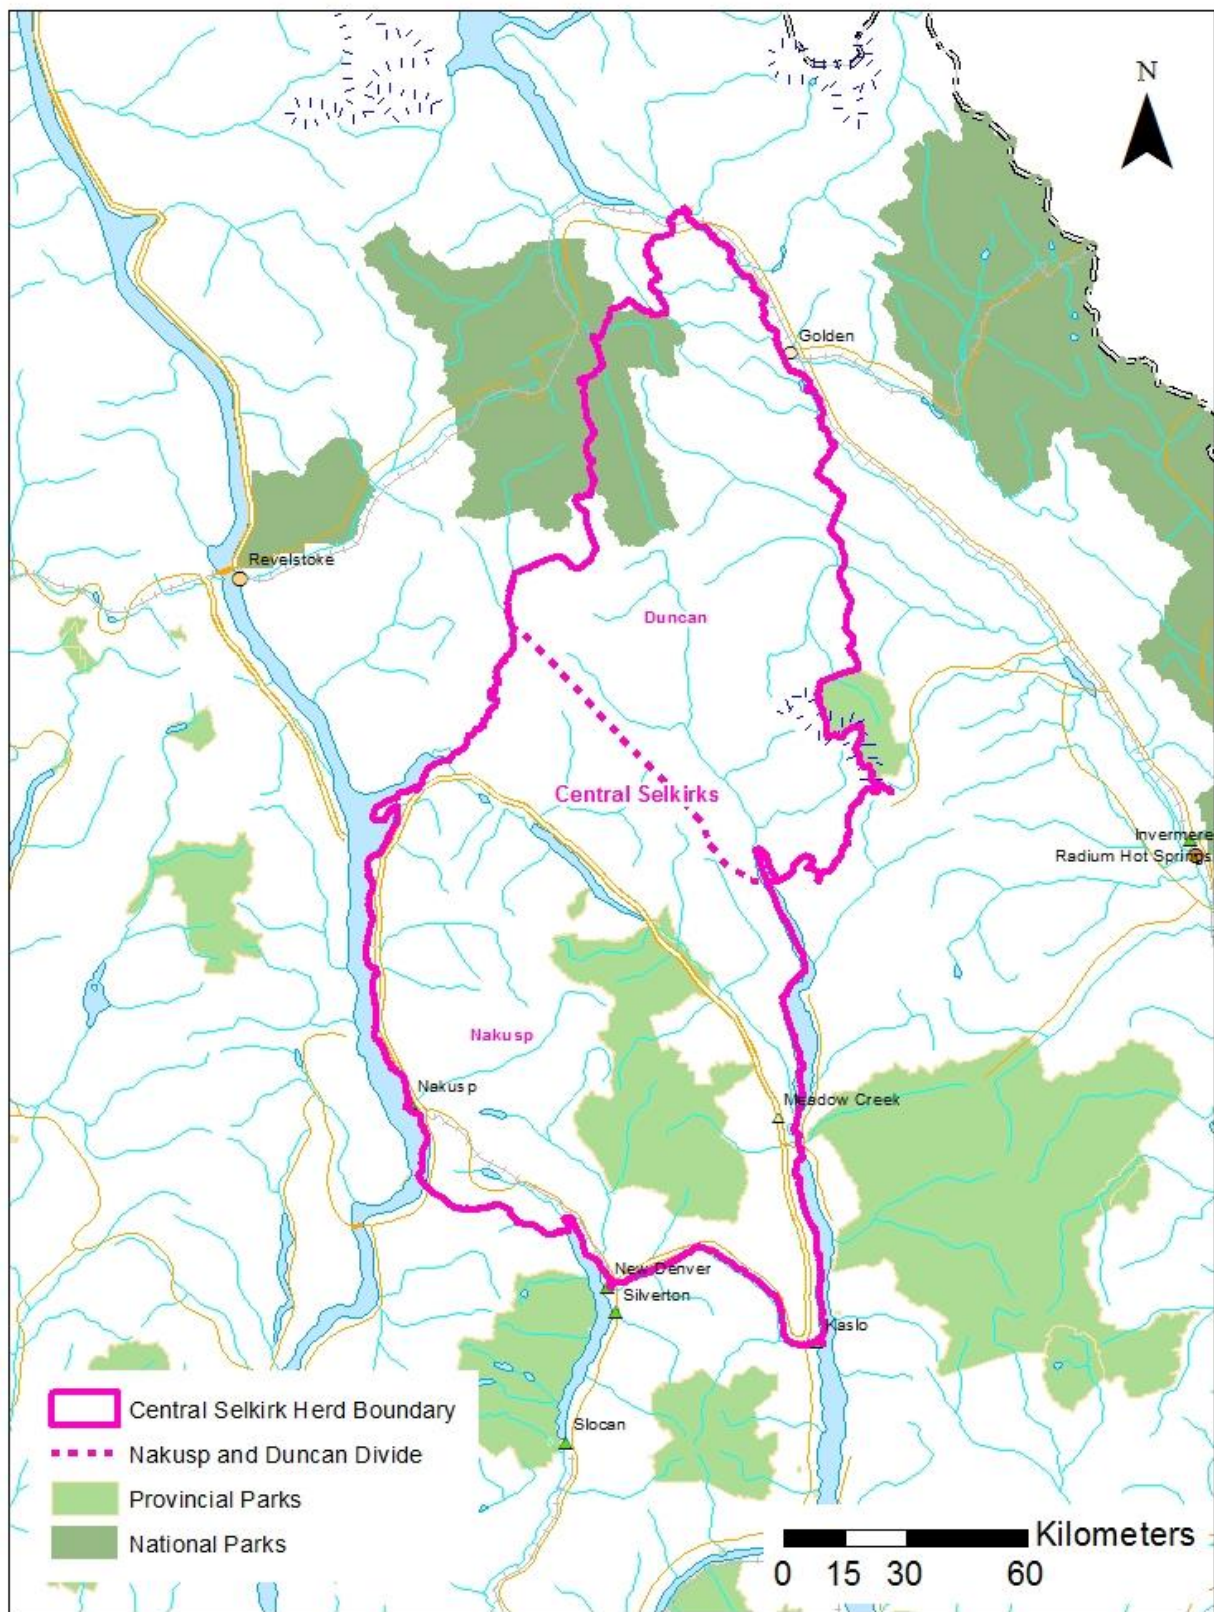 N
Golden
Revelstoke
Duncan
Central Selkirks
Invermere
Radium Hot Springs
Nakusp
Nakusp
Meadow Creek
New Denver
Silverton
Kaslo
Slocan
Central Selkirk Herd Boundary
Nakusp and Duncan Divide
Provincial Parks
National Parks
Kilometers
0 15 30 60